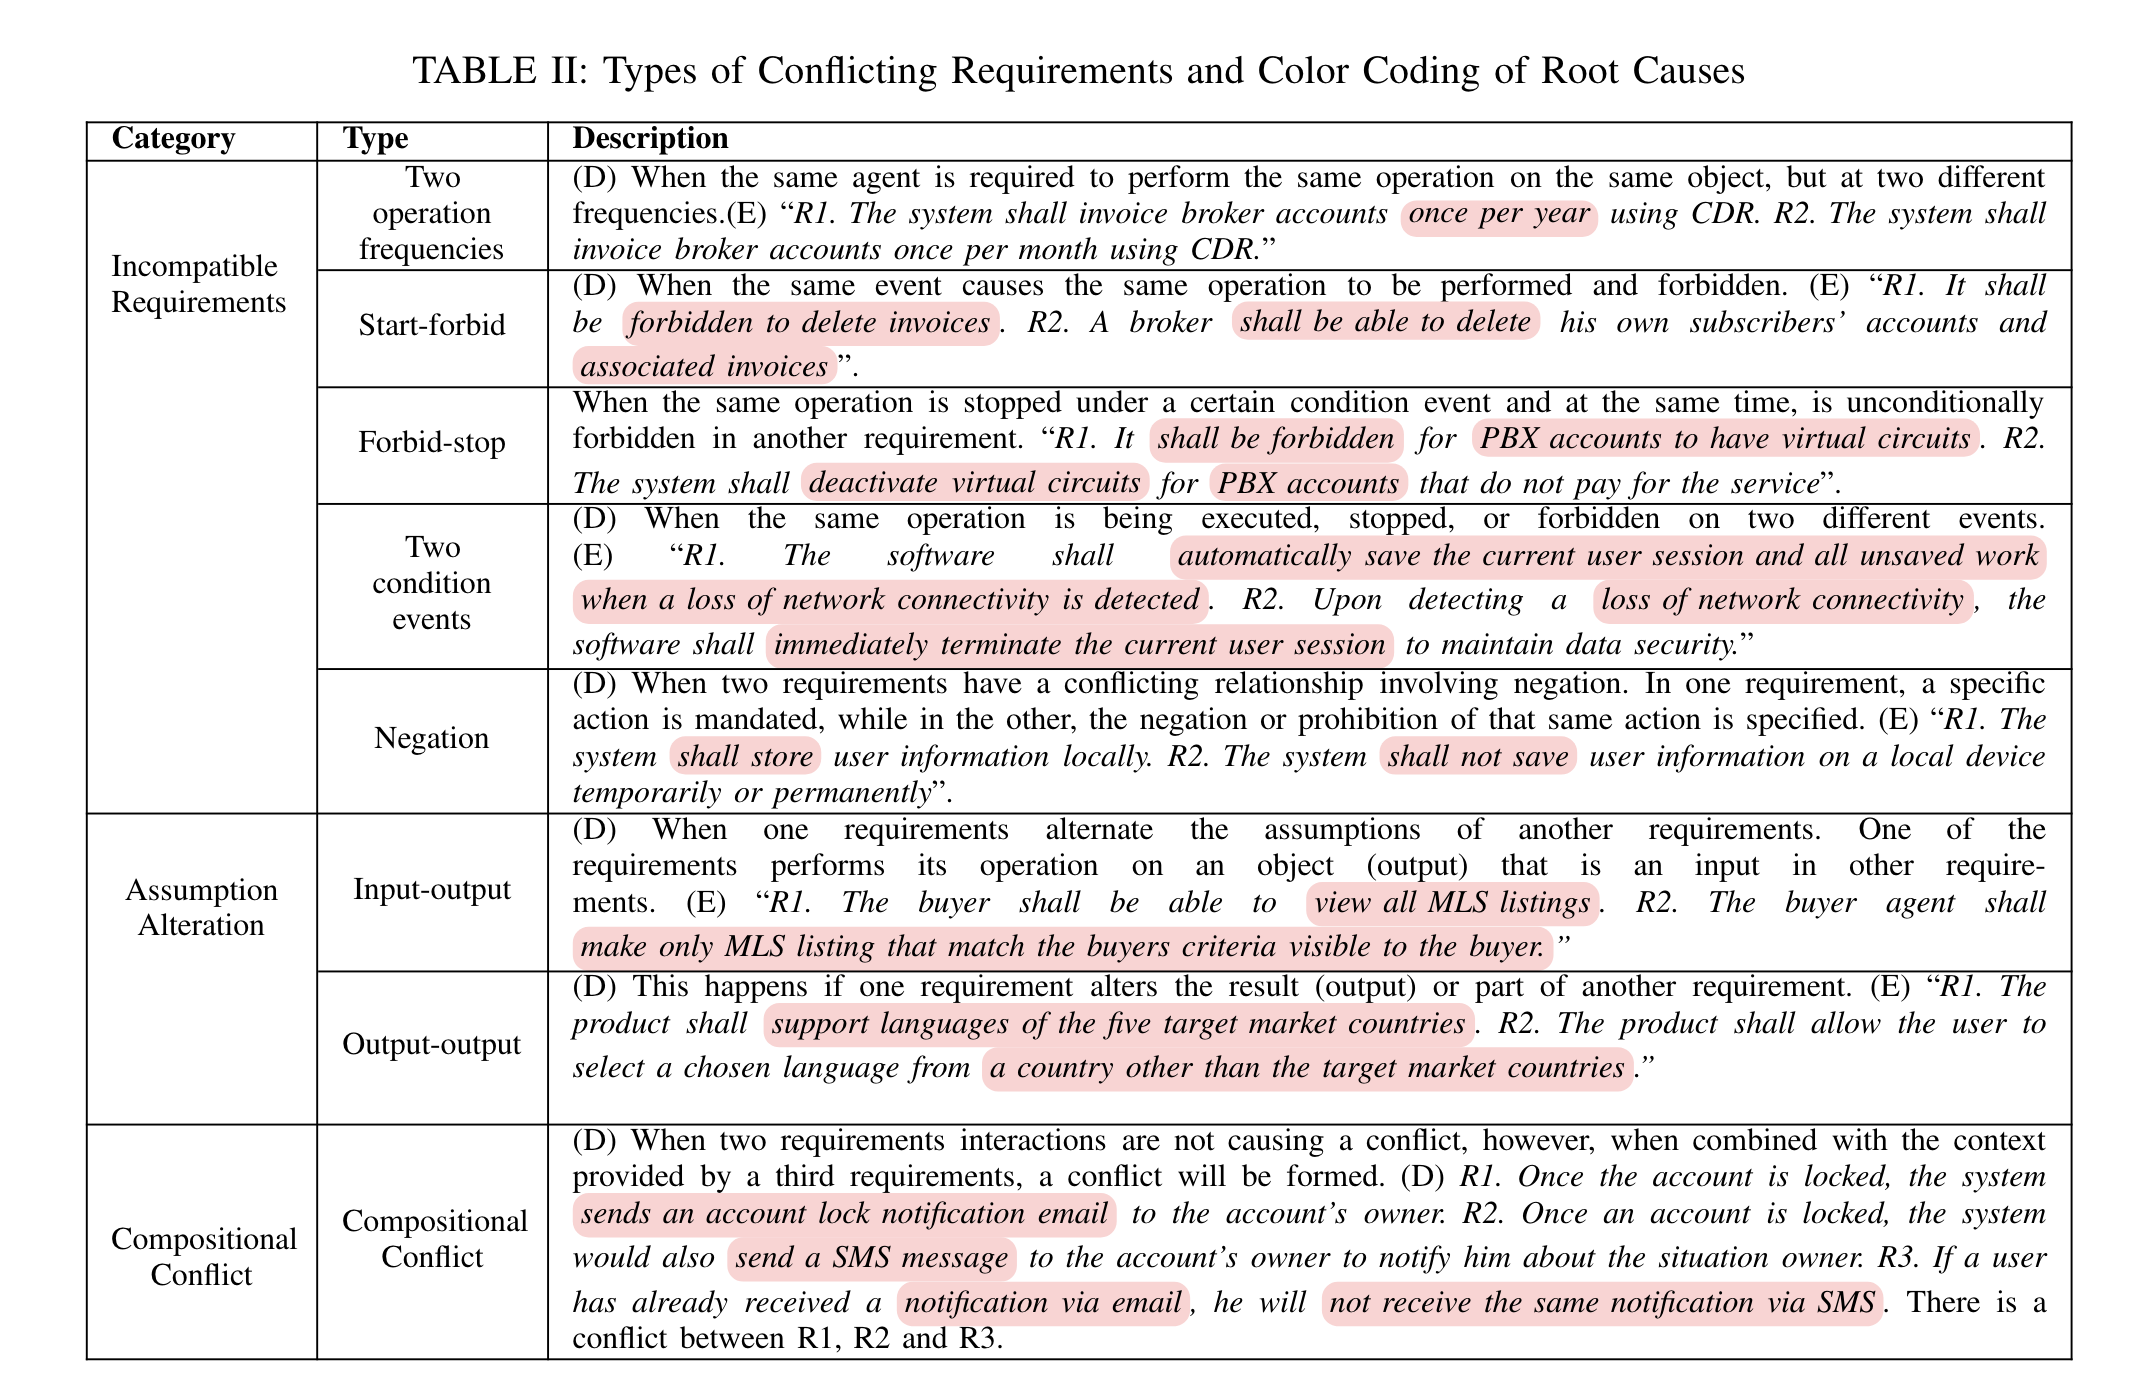 TABLE II: Types of Conflicting Requirements and Color Coding of Root Causes
Category
Type
Description
Incompatible
Requirements
Two
operation
frequencies
(D) When the same agent is required to perform the same operation on the same object, but at two different
frequencies.(E) “R1. The system shall invoice broker accounts once per year using CDR. R2. The system shall
invoice broker accounts once per month using CDR.”
Start-forbid
(D) When the same event causes the same operation to be performed and forbidden. (E) “R1. It shall
be forbidden to delete invoices. R2. A broker shall be able to delete his own subscribers’ accounts and
associated invoices”.
Forbid-stop
When the same operation is stopped under a certain condition event and at the same time, is unconditionally
forbidden in another requirement. “R1. It shall be forbidden for PBX accounts to have virtual circuits. R2.
The system shall deactivate virtual circuits for PBX accounts that do not pay for the service”.
Two
condition
events
(D) When the same operation is being executed, stopped, or forbidden on two different events.
(E) “R1. The software shall automatically save the current user session and all unsaved work
when a loss of network connectivity is detected. R2. Upon detecting a loss of network connectivity, the
software shall immediately terminate the current user session to maintain data security.”
Negation
(D) When two requirements have a conflicting relationship involving negation. In one requirement, a specific
action is mandated, while in the other, the negation or prohibition of that same action is specified. (E) “R1. The
system shall store user information locally. R2. The system shall not save user information on a local device
temporarily or permanently”.
Assumption
Alteration
Input-output
(D) When one requirements alternate the assumptions of another requirements. One of the
requirements performs its operation on an object (output) that is an input in other require-
ments. (E) “R1. The buyer shall be able to view all MLS listings. R2. The buyer agent shall
make only MLS listing that match the buyers criteria visible to the buyer.”
Output-output
(D) This happens if one requirement alters the result (output) or part of another requirement. (E) “R1. The
product shall support languages of the five target market countries. R2. The product shall allow the user to
select a chosen language from a country other than the target market countries.”
Compositional
Conflict
Compositional
Conflict
(D) When two requirements interactions are not causing a conflict, however, when combined with the context
provided by a third requirements, a conflict will be formed. (D) R1. Once the account is locked, the system
sends an account lock notification email to the account’s owner. R2. Once an account is locked, the system
would also send a SMS message to the account’s owner to notify him about the situation owner. R3. If a user
has already received a notification via email, he will not receive the same notification via SMS. There is a
conflict between R1, R2 and R3.